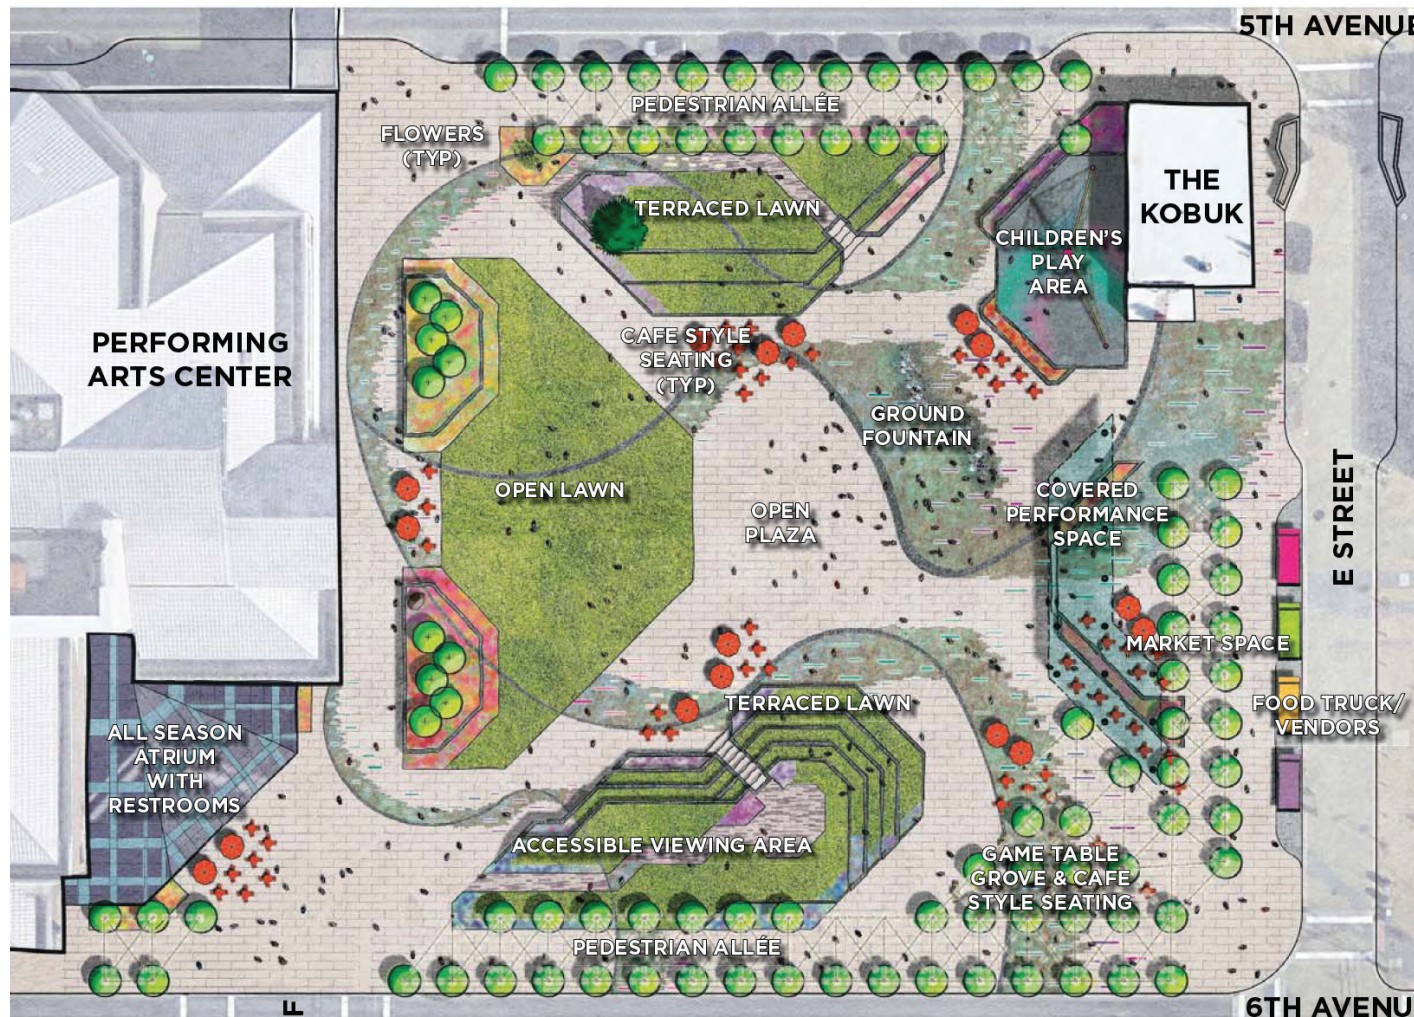 5TH AVENUE
PEDESTRIAN ALLÉE
FLOWERS
(TYP)
TERRACED LAWN
THE
KOBUK
CHILDREN'S
PLAY
AREA
PERFORMING
ARTS CENTER
CAFE STYLE
SEATING
(TYP)
GROUND
FOUNTAIN
OPEN LAWN
OPEN
PLAZA
COVERED
PERFORMANCE
SPACE
E STREET
MARKET SPACE
FOOD TRUCK/
VENDORS
TERRACED LAWN
ALL SEASON
ATRIUM
WITH
RESTROOMS
ACCESSIBLE VIEWING AREA
GAME TABLE
GROVE & CAFE
STYLE SEATING
PEDESTRIAN ALLÉE
F
6TH AVENU